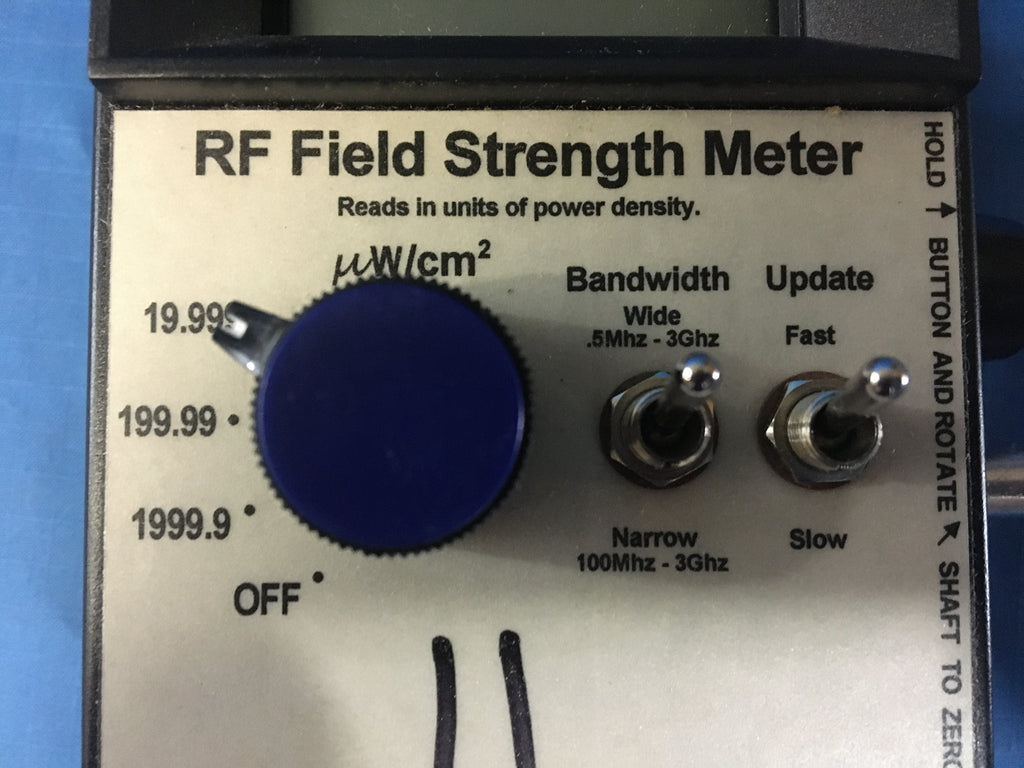 RF Field Strength Meter
Reads in units of power density.
µW/cm²
19.99
199.99
1999.9
OFF
Bandwidth
Wide
.5Mhz - 3Ghz
Narrow
100Mhz - 3Ghz
Update
Fast
Slow
HOLD ↑ BUTTON AND ROTATE ↖ SHAFT TO